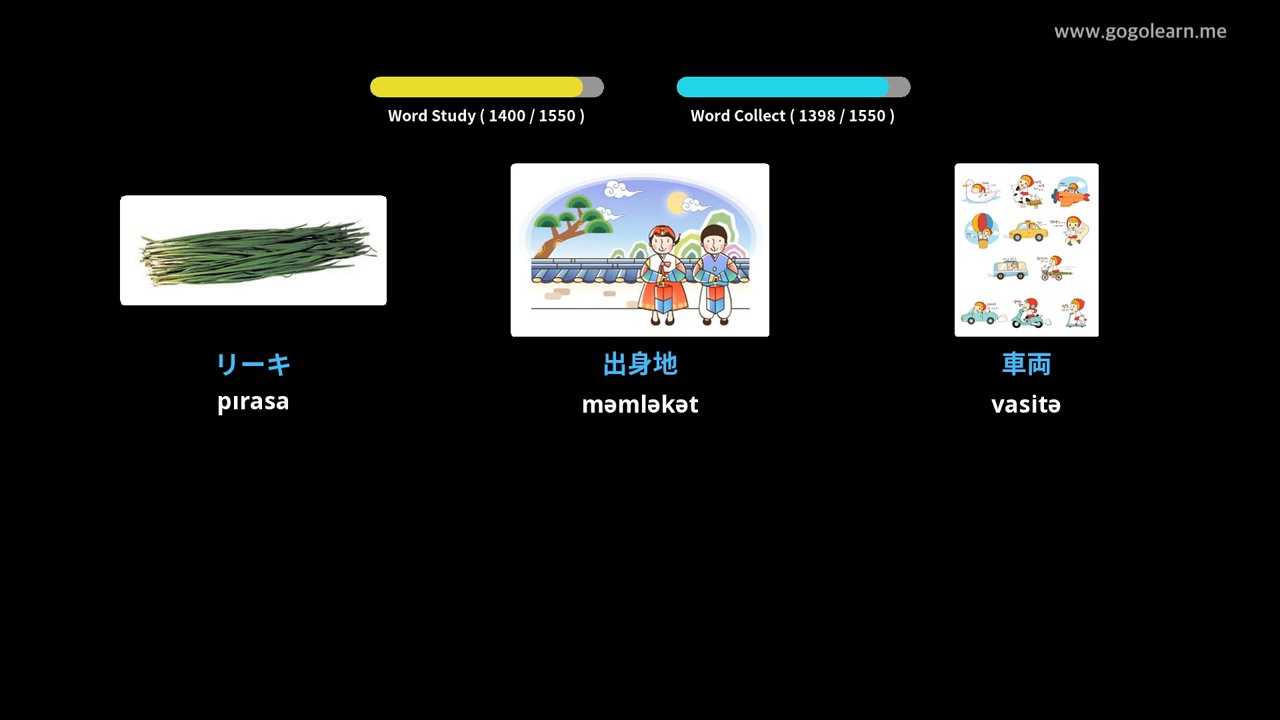 www.gogolearn.me
Word Study ( 1400 / 1550 )
Word Collect ( 1398 / 1550 )
リーキ
出身地
車両
pırasa
məmləkət
vasitə